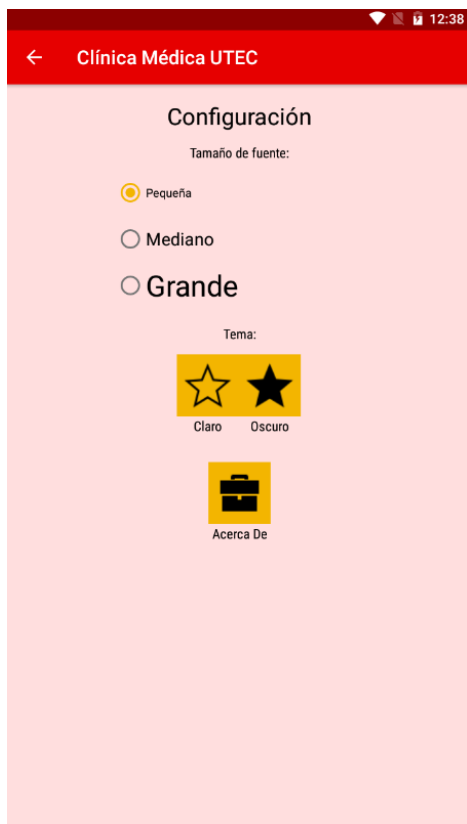 12:38
Clínica Médica UTEC
Configuración
Tamaño de fuente:
Pequeña
Mediano
Grande
Tema:
Claro Oscuro
Acerca De